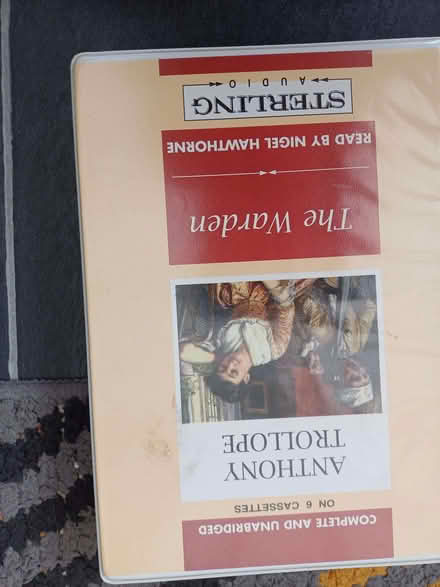 COMPLETE AND UNABRIDGED
ON 6 CASSETTES
ANTHONY
TROLLOPE
The Warden
READ BY NIGEL HAWTHORNE
STERLING
AUDIO